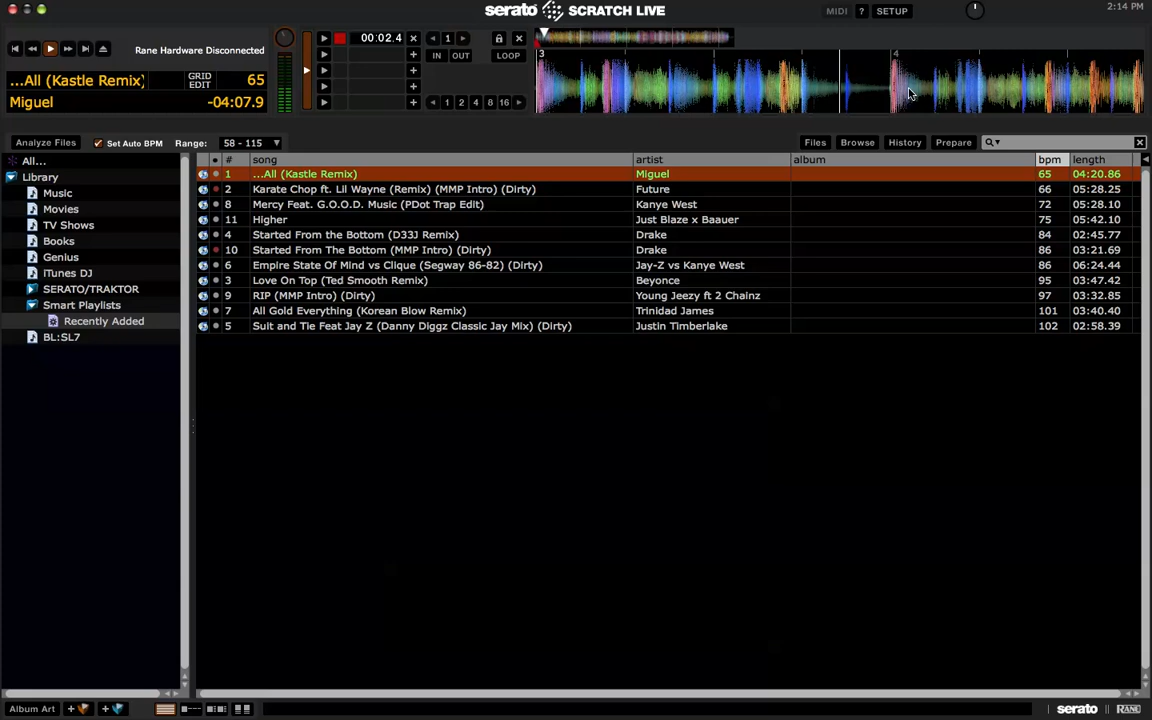 serato SCRATCH LIVE
MIDI ? SETUP
2:14 PM
Rane Hardware Disconnected
00:02.4
1
IN OUT LOOP
1 2 4 8 16
...All (Kastle Remix)
GRID EDIT
65
Miguel
-04:07.9
3
4
Analyze Files
Set Auto BPM
Range: 58 - 115
Files Browse History Prepare
# song artist album bpm length
1 ...All (Kastle Remix) Miguel 65 04:20.86
2 Karate Chop ft. Lil Wayne (Remix) (MMP Intro) (Dirty) Future 66 05:28.25
8 Mercy Feat. G.O.O.D. Music (PDot Trap Edit) Kanye West 72 05:28.10
11 Higher Just Blaze x Baauer 75 05:42.10
4 Started From the Bottom (D33J Remix) Drake 84 02:45.77
10 Started From The Bottom (MMP Intro) (Dirty) Drake 86 03:21.69
6 Empire State Of Mind vs Clique (Segway 86-82) (Dirty) Jay-Z vs Kanye West 86 06:24.44
3 Love On Top (Ted Smooth Remix) Beyonce 95 03:47.42
9 RIP (MMP Intro) (Dirty) Young Jeezy ft 2 Chainz 97 03:32.85
7 All Gold Everything (Korean Blow Remix) Trinidad James 101 03:40.40
5 Suit and Tie Feat Jay Z (Danny Diggz Classic Jay Mix) (Dirty) Justin Timberlake 102 02:58.39
All...
Library
Music
Movies
TV Shows
Books
Genius
iTunes DJ
SERATO/TRAKTOR
Smart Playlists
Recently Added
BL:SL7
Album Art
serato
RANE